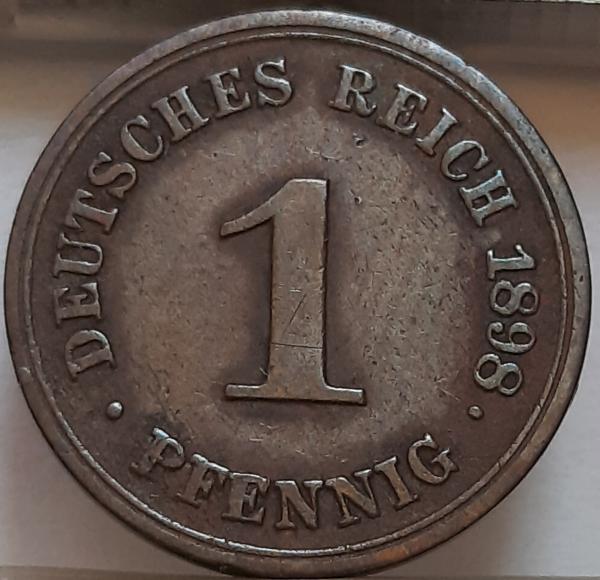 DEUTSCHES REICH 1898
1
· PFENNIG ·